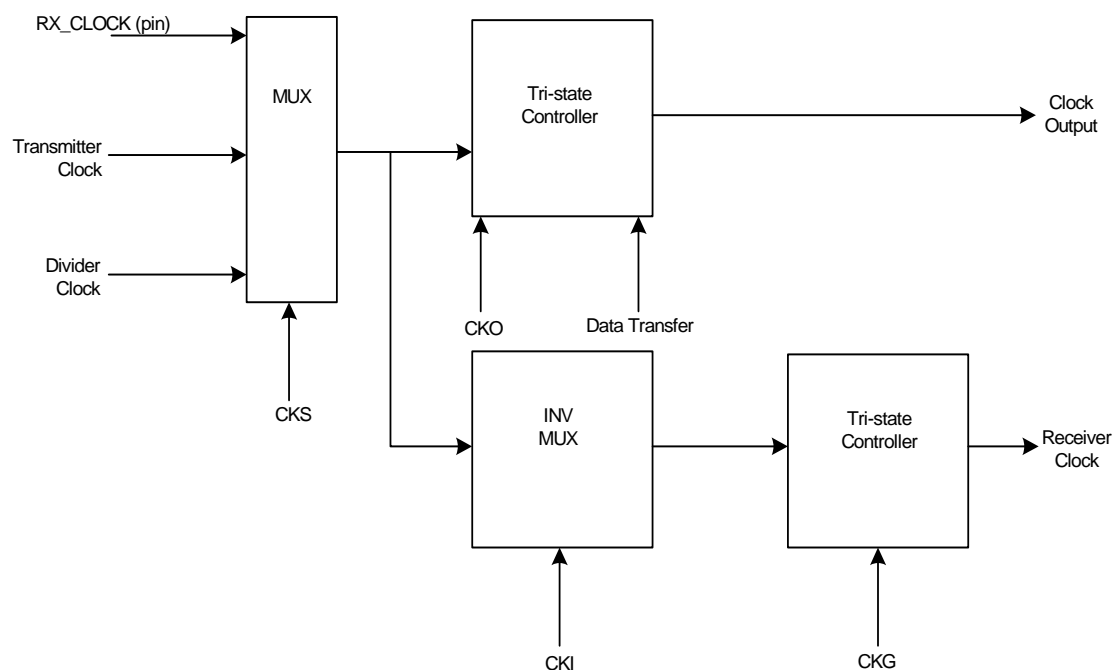 RX_CLOCK (pin)
MUX
Tri-state
Controller
Clock
Output
Transmitter
Clock
Divider
Clock
CKO
Data Transfer
CKS
INV
MUX
Tri-state
Controller
Receiver
Clock
CKI
CKG